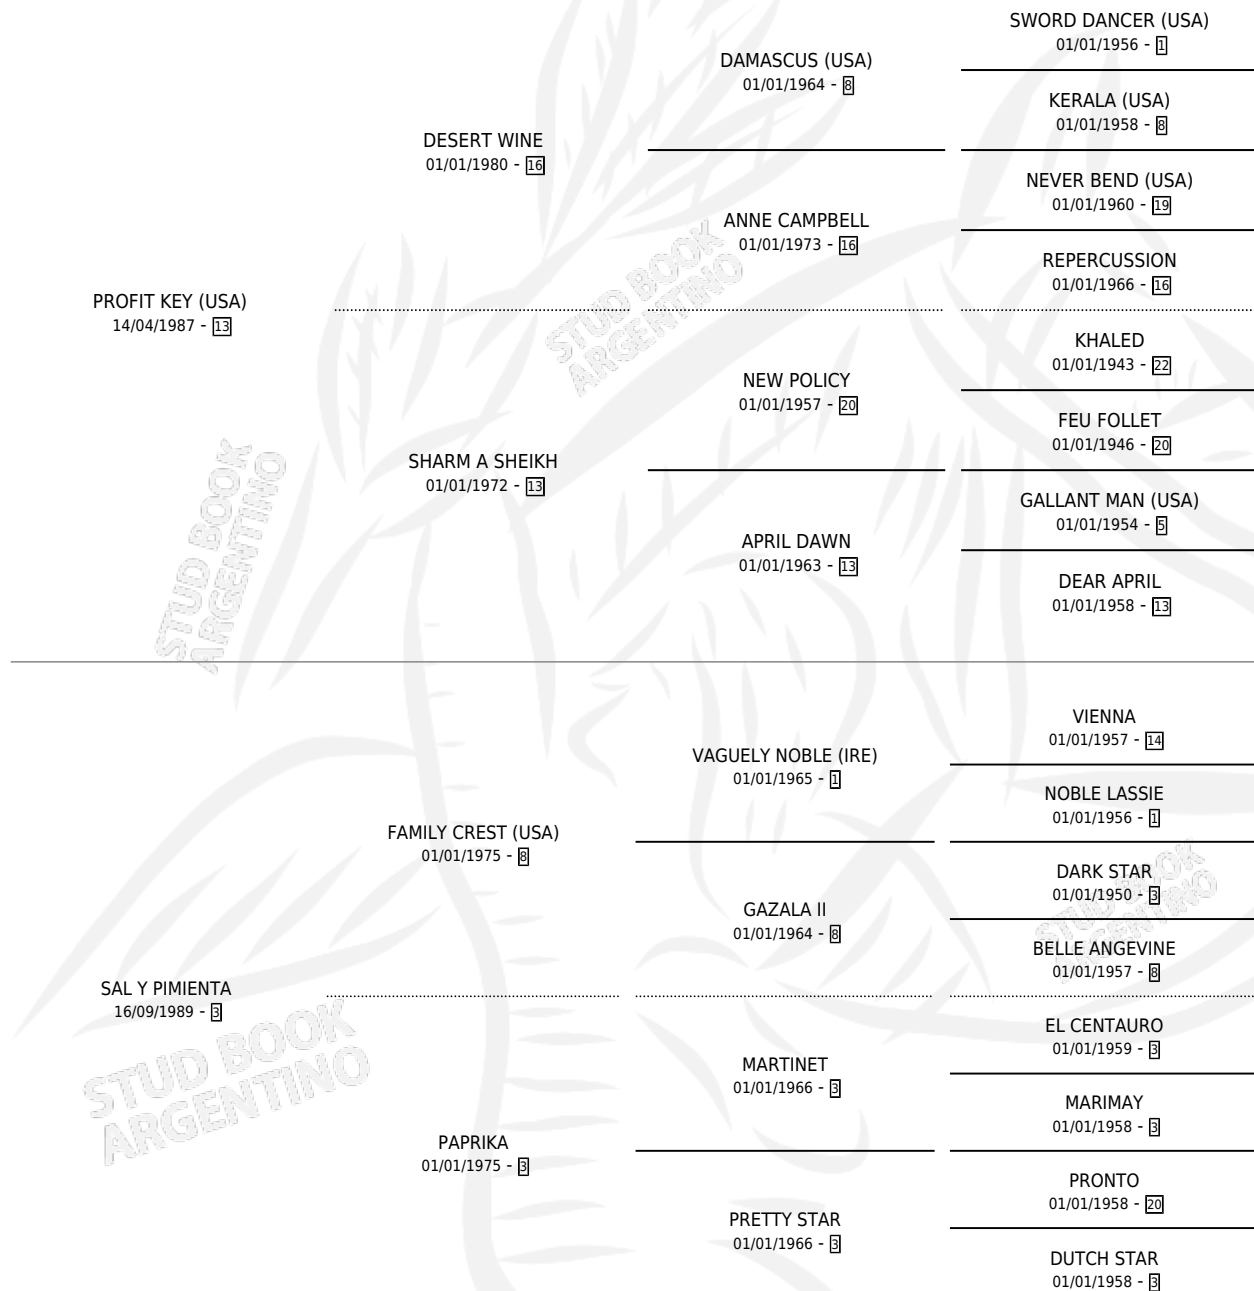 SWORD DANCER (USA)
01/01/1956 - 1
DAMASCUS (USA)
01/01/1964 - 8
KERALA (USA)
01/01/1958 - 8
DESERT WINE
01/01/1980 - 16
NEVER BEND (USA)
01/01/1960 - 19
ANNE CAMPBELL
01/01/1973 - 16
REPERCUSSION
01/01/1966 - 16
PROFIT KEY (USA)
14/04/1987 - 13
KHALED
01/01/1943 - 22
NEW POLICY
01/01/1957 - 20
FEU FOLLET
01/01/1946 - 20
SHARM A SHEIKH
01/01/1972 - 13
GALLANT MAN (USA)
01/01/1954 - 5
APRIL DAWN
01/01/1963 - 13
DEAR APRIL
01/01/1958 - 13
STUD BOOK
ARGENTINO
STUD BOOK
ARGENTINO
VIENNA
01/01/1957 - 14
VAGUELY NOBLE (IRE)
01/01/1965 - 1
NOBLE LASSIE
01/01/1956 - 1
FAMILY CREST (USA)
01/01/1975 - 8
DARK STAR
01/01/1950 - 3
GAZALA II
01/01/1964 - 8
BELLE ANGEVINE
01/01/1957 - 8
SAL Y PIMIENTA
16/09/1989 - 3
EL CENTAURO
01/01/1959 - 3
MARTINET
01/01/1966 - 3
MARIMAY
01/01/1958 - 3
PAPRIKA
01/01/1975 - 3
PRONTO
01/01/1958 - 20
PRETTY STAR
01/01/1966 - 3
DUTCH STAR
01/01/1958 - 3
STUD BOOK
ARGENTINO
STUD BOOK
ARGENTINO